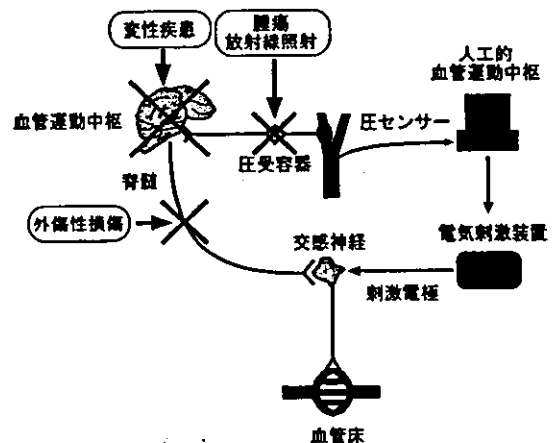 変性疾患
腫瘍
放射線照射
人工的
血管運動中枢
血管運動中枢
圧センサー
圧受容器
脊髄
外傷性損傷
交感神経
電気刺激装置
刺激電極
血管床